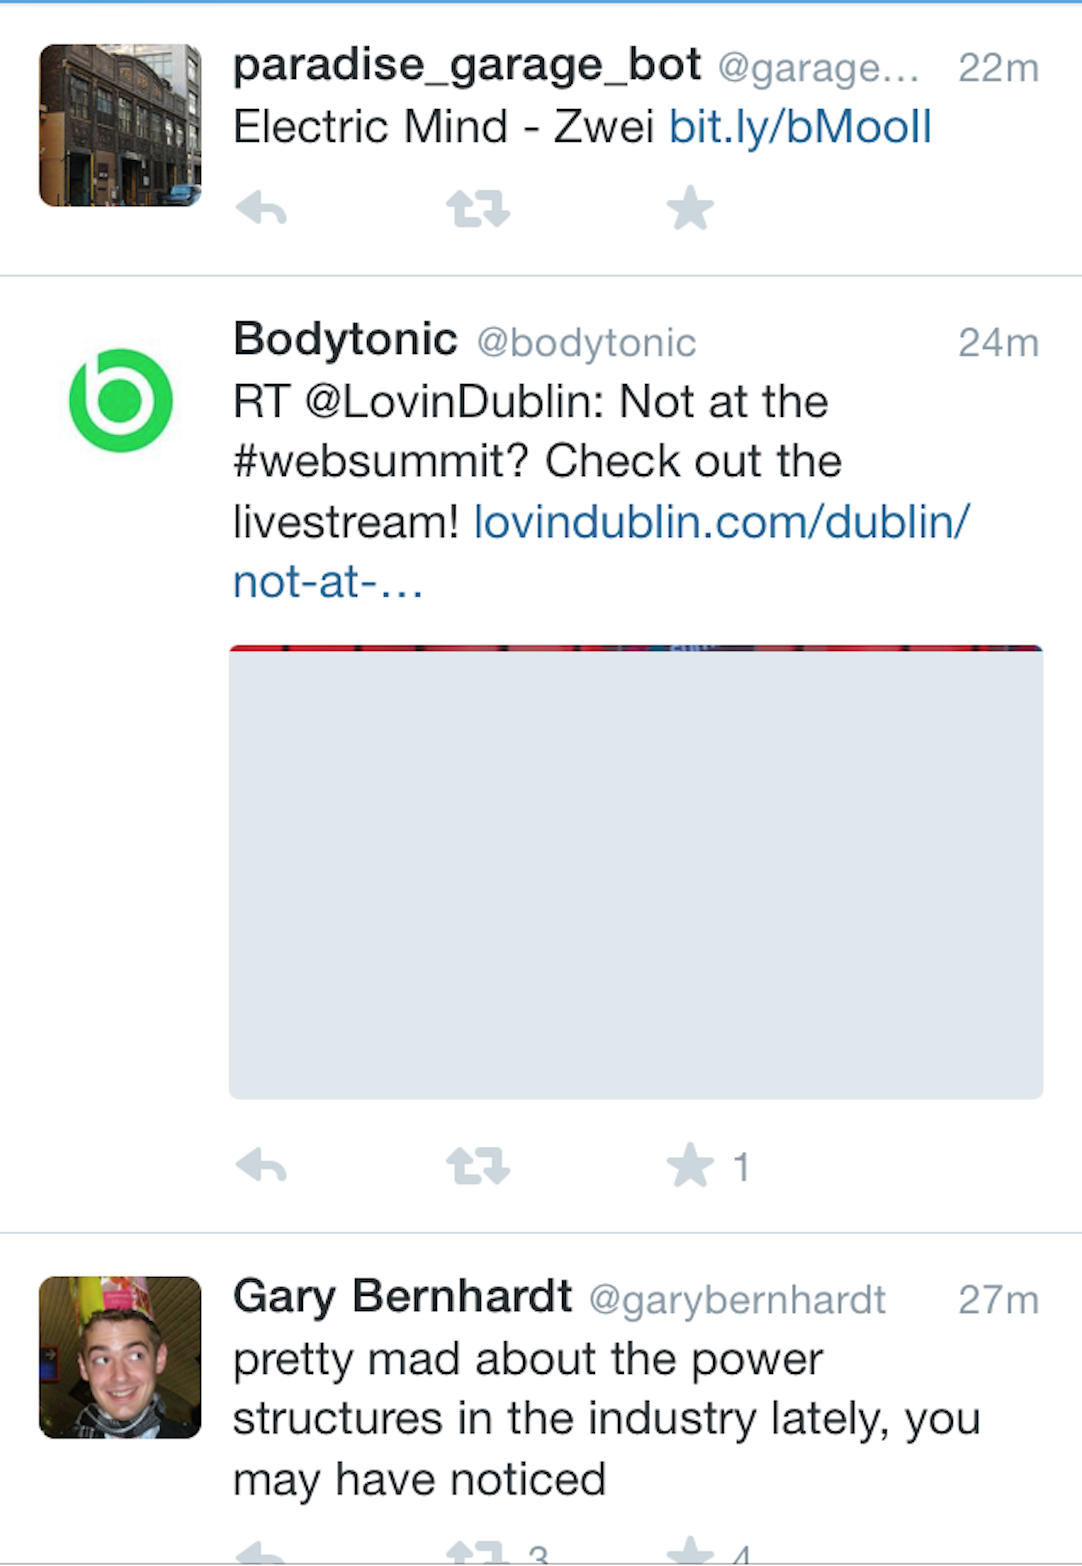 paradise_garage_bot @garage... 22m
Electric Mind - Zwei bit.ly/bMooII
Bodytonic @bodytonic 24m
RT @LovinDublin: Not at the
#websummit? Check out the
livestream! lovindublin.com/dublin/
not-at-...
1
Gary Bernhardt @garybernhardt 27m
pretty mad about the power
structures in the industry lately, you
may have noticed
3 4